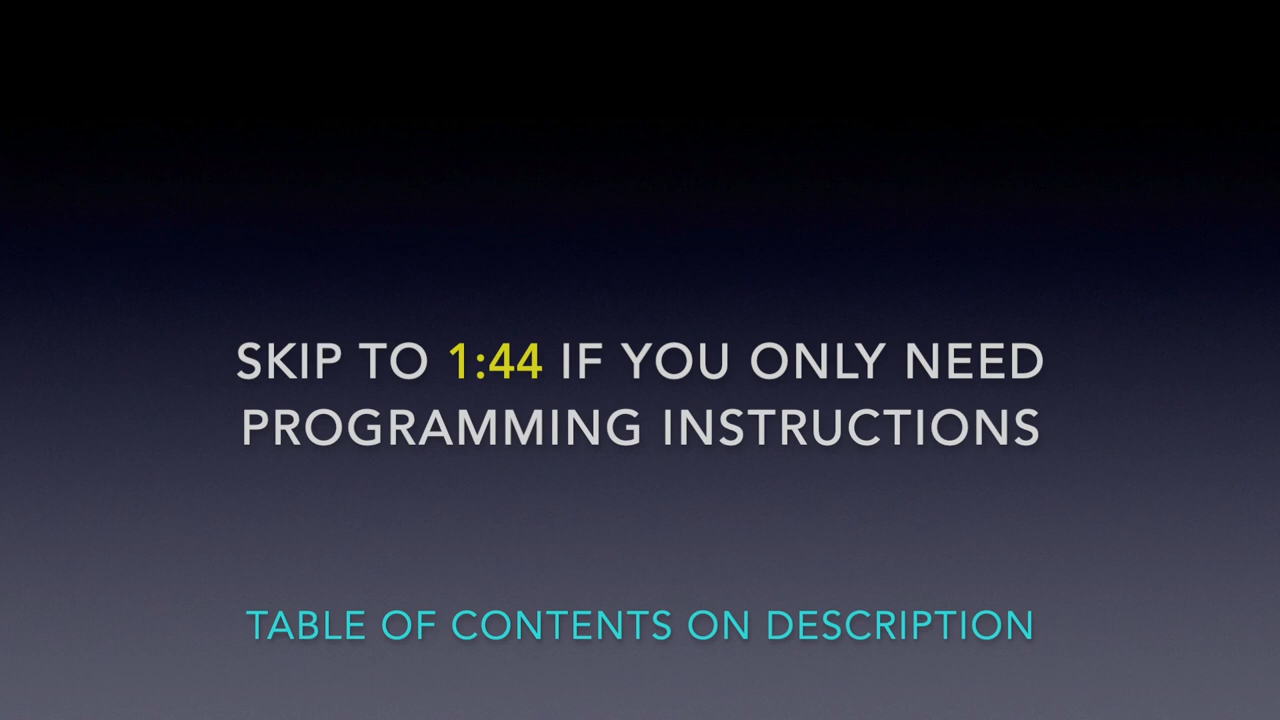 SKIP TO 1:44 IF YOU ONLY NEED
PROGRAMMING INSTRUCTIONS
TABLE OF CONTENTS ON DESCRIPTION